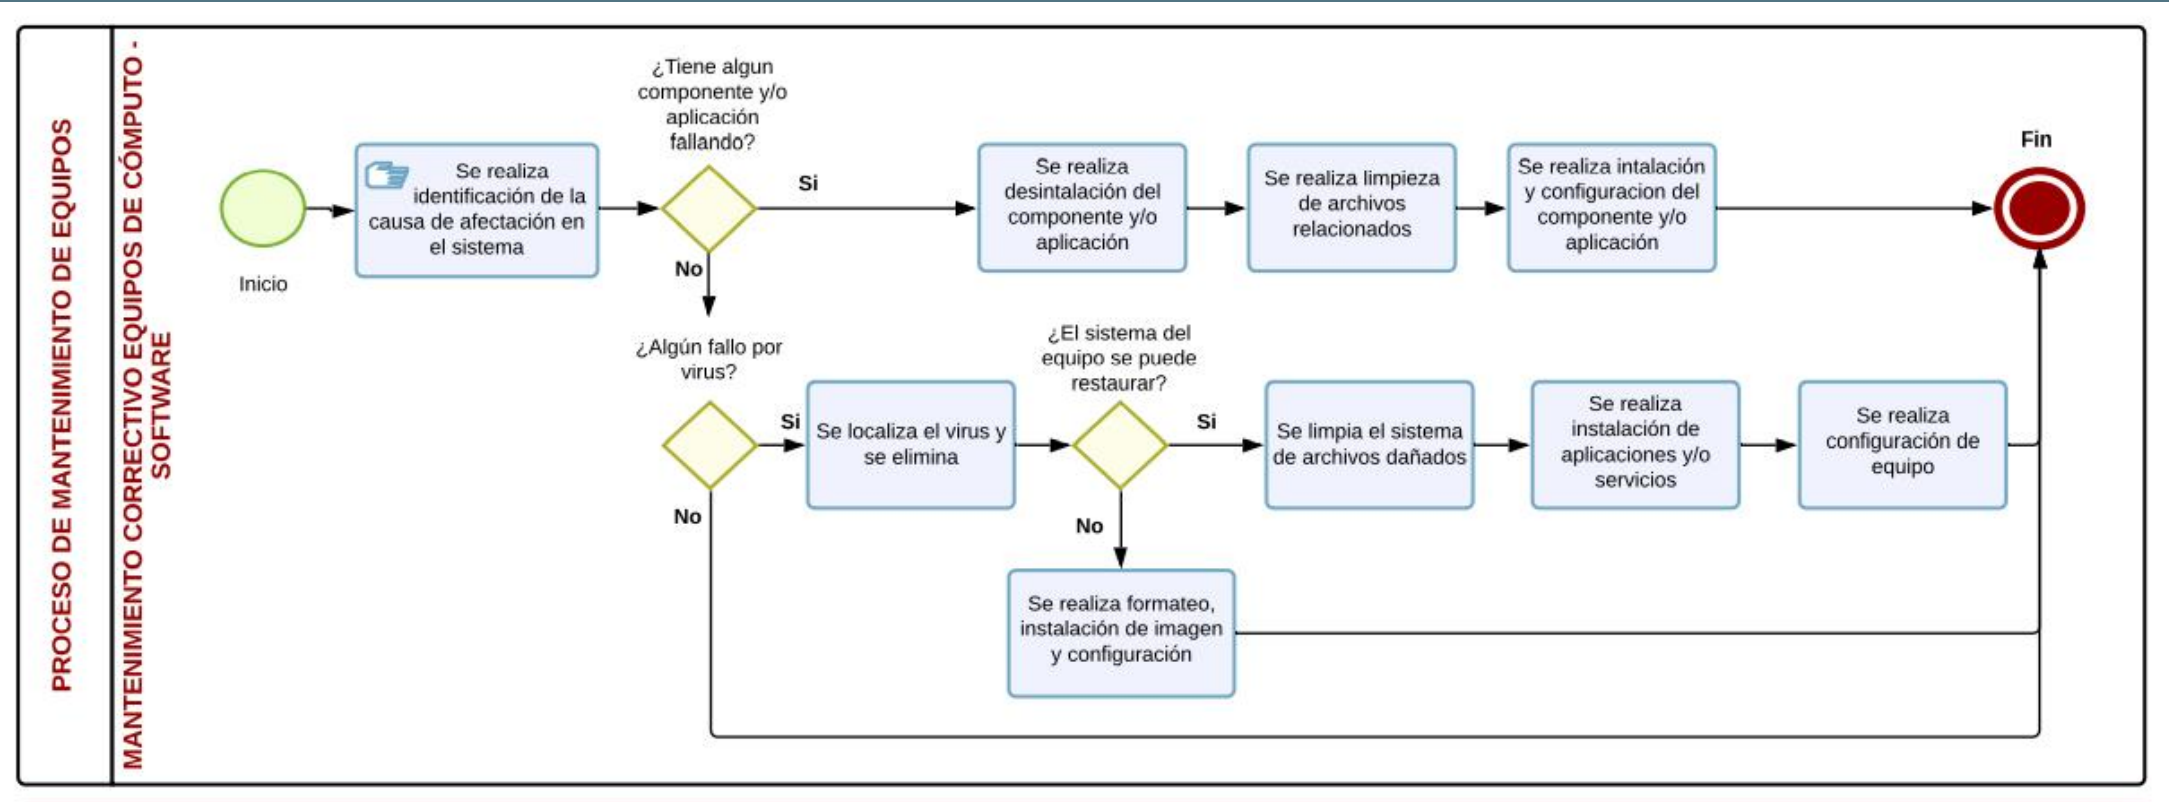 PROCESO DE MANTENIMIENTO DE EQUIPOS
MANTENIMIENTO CORRECTIVO EQUIPOS DE CÓMPUTO -
SOFTWARE
Inicio
Se realiza
identificación de la
causa de afectación en
el sistema
¿Tiene algun
componente y/o
aplicación
fallando?
Si
No
Se realiza
desintalación del
componente y/o
aplicación
Se realiza limpieza
de archivos
relacionados
Se realiza intalación
y configuracion del
componente y/o
aplicación
Fin
¿Algún fallo por
virus?
Si
No
Se localiza el virus y
se elimina
¿El sistema del
equipo se puede
restaurar?
Si
No
Se limpia el sistema
de archivos dañados
Se realiza
instalación de
aplicaciones y/o
servicios
Se realiza
configuración de
equipo
Se realiza formateo,
instalación de imagen
y configuración